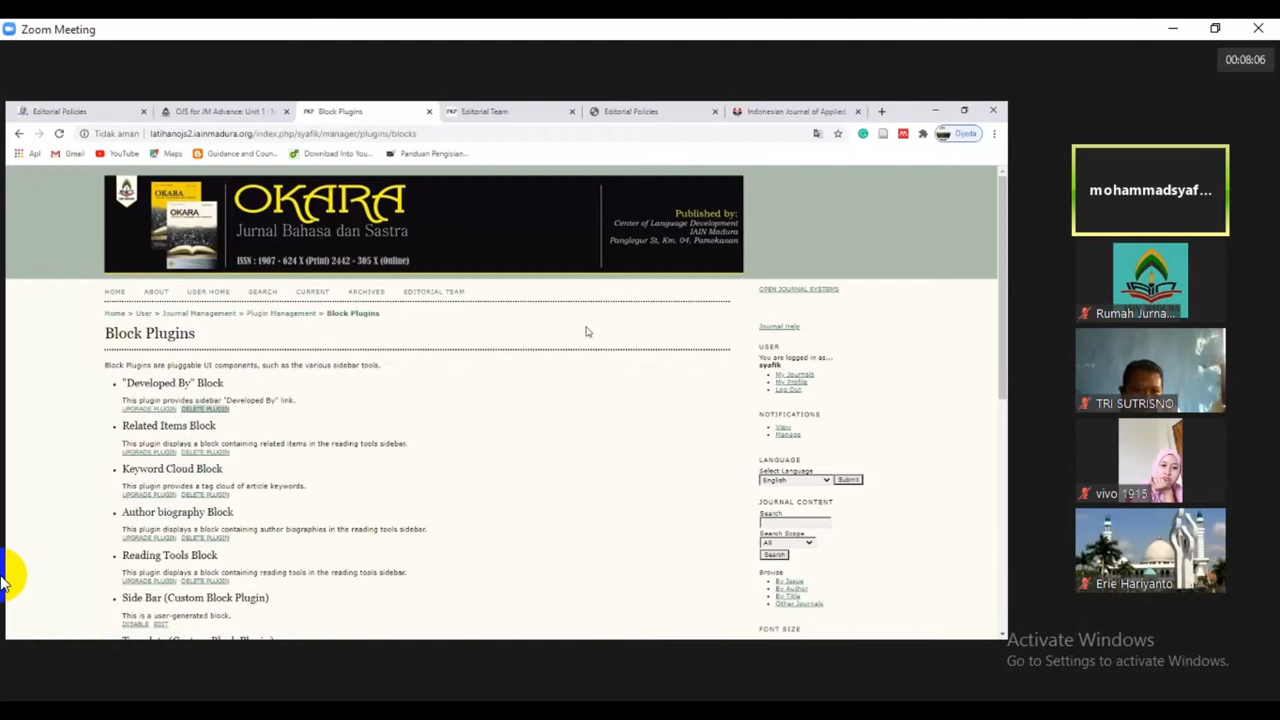 Zoom Meeting
00:08:06
Editorial Policies
OJS for JM Advance: Unit 1 :
Block Plugins
Editorial Team
Editorial Policies
Indonesian Journal of Applied
Tidak aman
latihanojs2.iainmadura.org/index.php/syafik/manager/plugins/blocks
Dijeda
Apl
Gmail
YouTube
Maps
Guidance and Coun...
Download Into You...
Panduan Pengisian...
OKARA
OKARA
OKARA
Jurnal Bahasa dan Sastra
ISSN : 1907 - 624 X (Print) 2442 - 305 X (Online)
Published by:
Center of Language Development
IAIN Madura
Panglegur St, Km. 04, Pamekasan
HOME ABOUT USER HOME SEARCH CURRENT ARCHIVES EDITORIAL TEAM
Home > User > Journal Management > Plugin Management > Block Plugins
Block Plugins
Block Plugins are pluggable UI components, such as the various sidebar tools.
"Developed By" Block
This plugin provides sidebar "Developed By" link.
UPGRADE PLUGIN DELETE PLUGIN
Related Items Block
This plugin displays a block containing related items in the reading tools sidebar.
UPGRADE PLUGIN DELETE PLUGIN
Keyword Cloud Block
This plugin provides a tag cloud of article keywords.
UPGRADE PLUGIN DELETE PLUGIN
Author biography Block
This plugin displays a block containing author biographies in the reading tools sidebar.
UPGRADE PLUGIN DELETE PLUGIN
Reading Tools Block
This plugin displays a block containing reading tools in the reading tools sidebar.
UPGRADE PLUGIN DELETE PLUGIN
Side Bar (Custom Block Plugin)
This is a user-generated block.
DISABLE EDIT
OPEN JOURNAL SYSTEMS
Journal Help
USER
You are logged in as...
syafik
My Journals
My Profile
Log Out
NOTIFICATIONS
View
Manage
LANGUAGE
Select Language
English
Submit
JOURNAL CONTENT
Search
Search Scope
All
Search
Browse
By Issue
By Author
By Title
Other Journals
FONT SIZE
mohammadsyaf...
Rumah Jurna...
TRI SUTRISNO
vivo 1915
Erie Hariyanto
Activate Windows
Go to Settings to activate Windows.